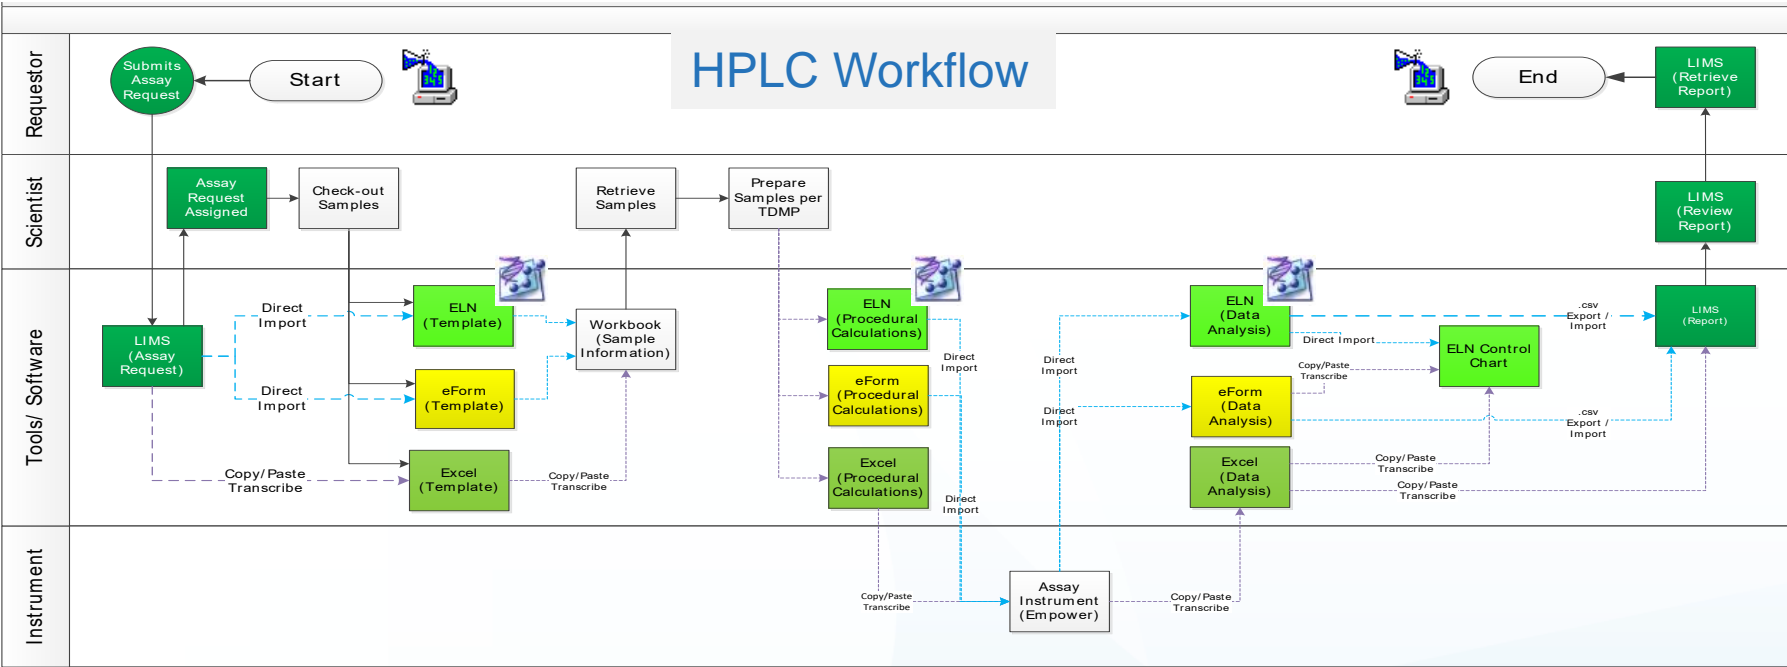 HPLC Workflow
Requestor
Submits
Assay
Request
Start
End
LIMS
(Retrieve
Report)
Scientist
Assay
Request
Assigned
Check-out
Samples
Retrieve
Samples
Prepare
Samples per
TDMP
LIMS
(Review
Report)
Tools/ Software
LIMS
(Assay
Request)
Direct
Import
Direct
Import
Copy/Paste
Transcribe
ELN
(Template)
eForm
(Template)
Excel
(Template)
Copy/Paste
Transcribe
Workbook
(Sample
Information)
ELN
(Procedural
Calculations)
eForm
(Procedural
Calculations)
Excel
(Procedural
Calculations)
Direct
Import
Direct
Import
Direct
Import
Direct
Import
ELN
(Data
Analysis)
eForm
(Data
Analysis)
Excel
(Data
Analysis)
Direct Import
Copy/Paste
Transcribe
Copy/Paste
Transcribe
Copy/Paste
Transcribe
ELN Control
Chart
.csv
Export /
Import
.csv
Export /
Import
LIMS
(Report)
Instrument
Copy/Paste
Transcribe
Assay
Instrument
(Empower)
Copy/Paste
Transcribe